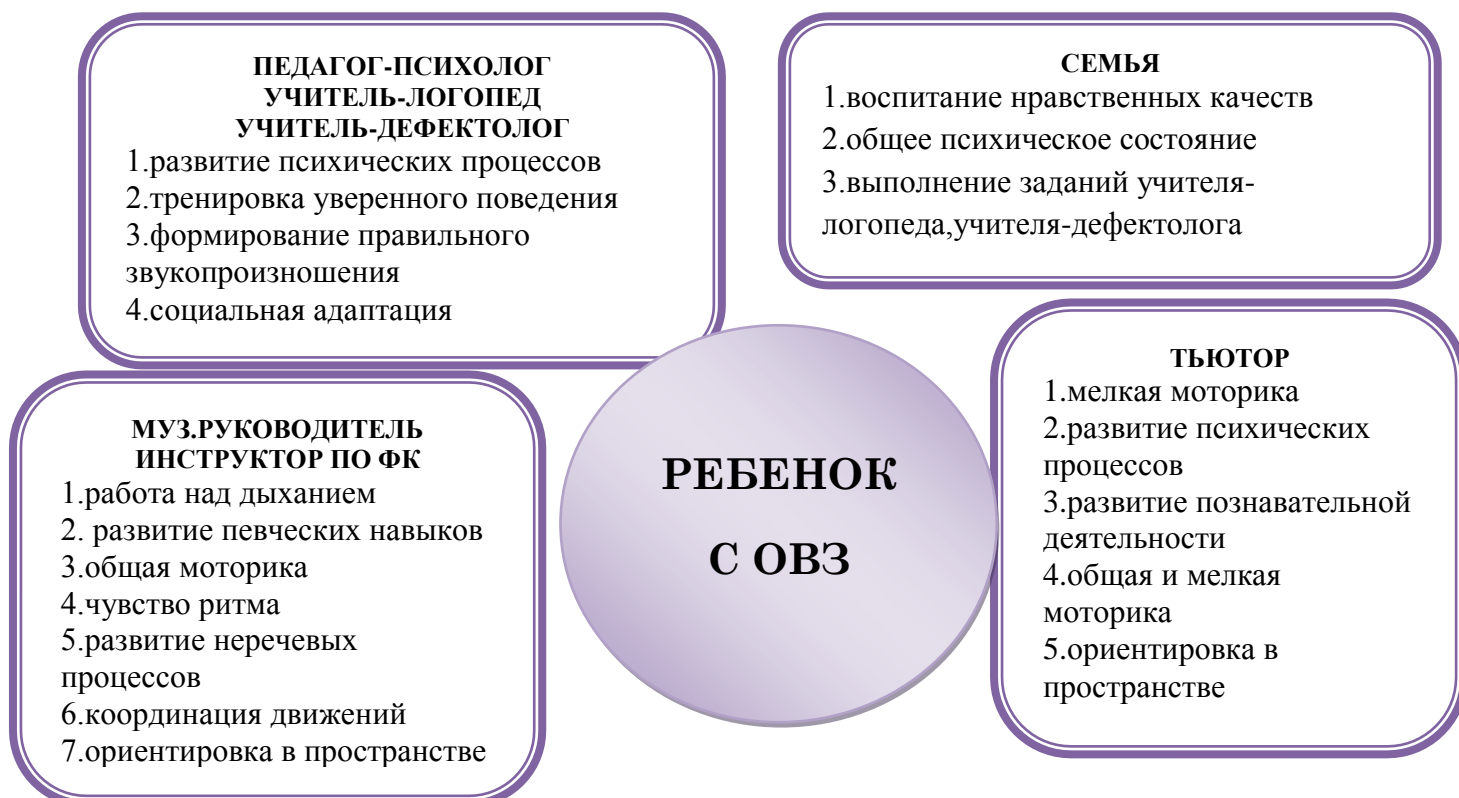 ПЕДАГОГ-ПСИХОЛОГ
УЧИТЕЛЬ-ЛОГОПЕД
УЧИТЕЛЬ-ДЕФЕКТОЛОГ
1.развитие психических процессов
2.тренировка уверенного поведения
3.формирование правильного
звукопроизношения
4.социальная адаптация
СЕМЬЯ
1.воспитание нравственных качеств
2.общее психическое состояние
3.выполнение заданий учителя-
логопеда,учителя-дефектолога
МУЗ.РУКОВОДИТЕЛЬ
ИНСТРУКТОР ПО ФК
1.работа над дыханием
2. развитие певческих навыков
3.общая моторика
4.чувство ритма
5.развитие неречевых
процессов
6.координация движений
7.ориентировка в пространстве
РЕБЕНОК
С ОВЗ
ТЬЮТОР
1.мелкая моторика
2.развитие психических
процессов
3.развитие познавательной
деятельности
4.общая и мелкая
моторика
5.ориентировка в
пространстве